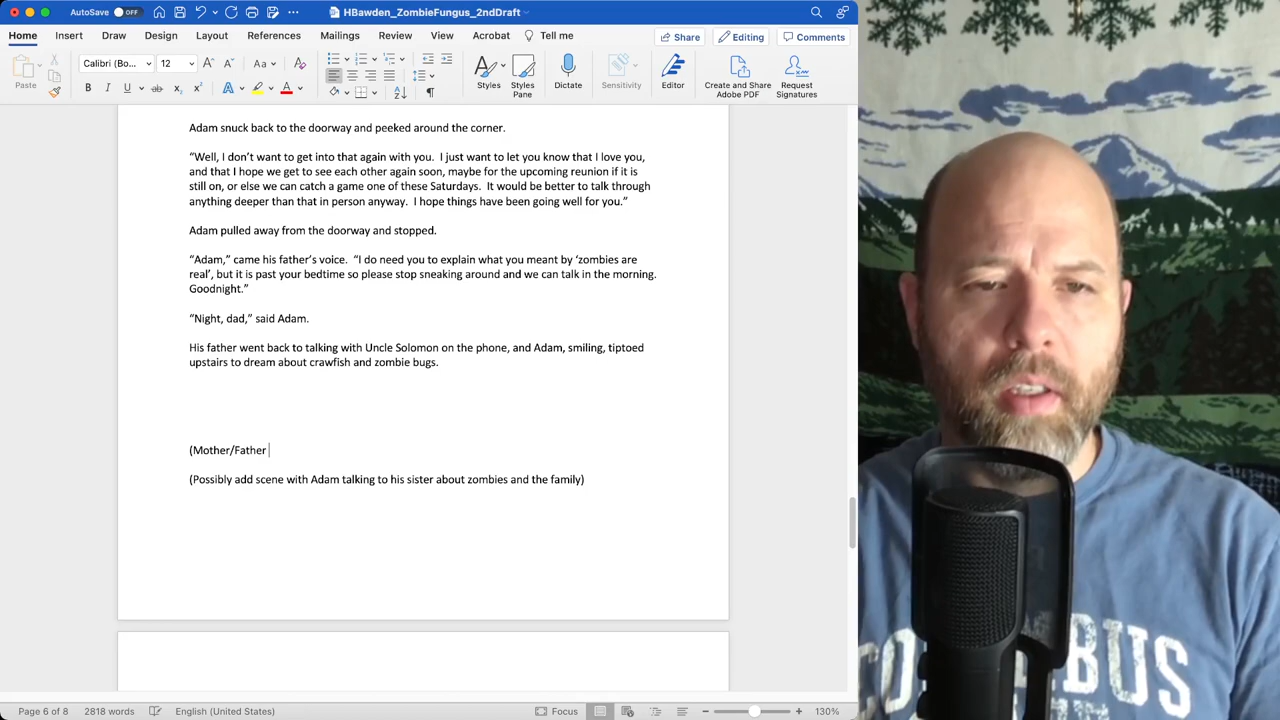 AutoSave OFF
HBawden_ZombieFungus_2ndDraft
Home Insert Draw Design Layout References Mailings Review View Acrobat Tell me
Share Editing Comments
Paste
Calibri (Bo... 12
Styles
Styles Pane
Dictate
Sensitivity
Editor
Create and Share Adobe PDF
Request Signatures
Adam snuck back to the doorway and peeked around the corner.
“Well, I don’t want to get into that again with you.  I just want to let you know that I love you,
and that I hope we get to see each other again soon, maybe for the upcoming reunion if it is
still on, or else we can catch a game one of these Saturdays.  It would be better to talk through
anything deeper than that in person anyway.  I hope things have been going well for you.”
Adam pulled away from the doorway and stopped.
“Adam,” came his father’s voice.  “I do need you to explain what you meant by ‘zombies are
real’, but it is past your bedtime so please stop sneaking around and we can talk in the morning.
Goodnight.”
“Night, dad,” said Adam.
His father went back to talking with Uncle Solomon on the phone, and Adam, smiling, tiptoed
upstairs to dream about crawfish and zombie bugs.
(Mother/Father
(Possibly add scene with Adam talking to his sister about zombies and the family)
Page 6 of 8 2818 words English (United States) Focus 130%